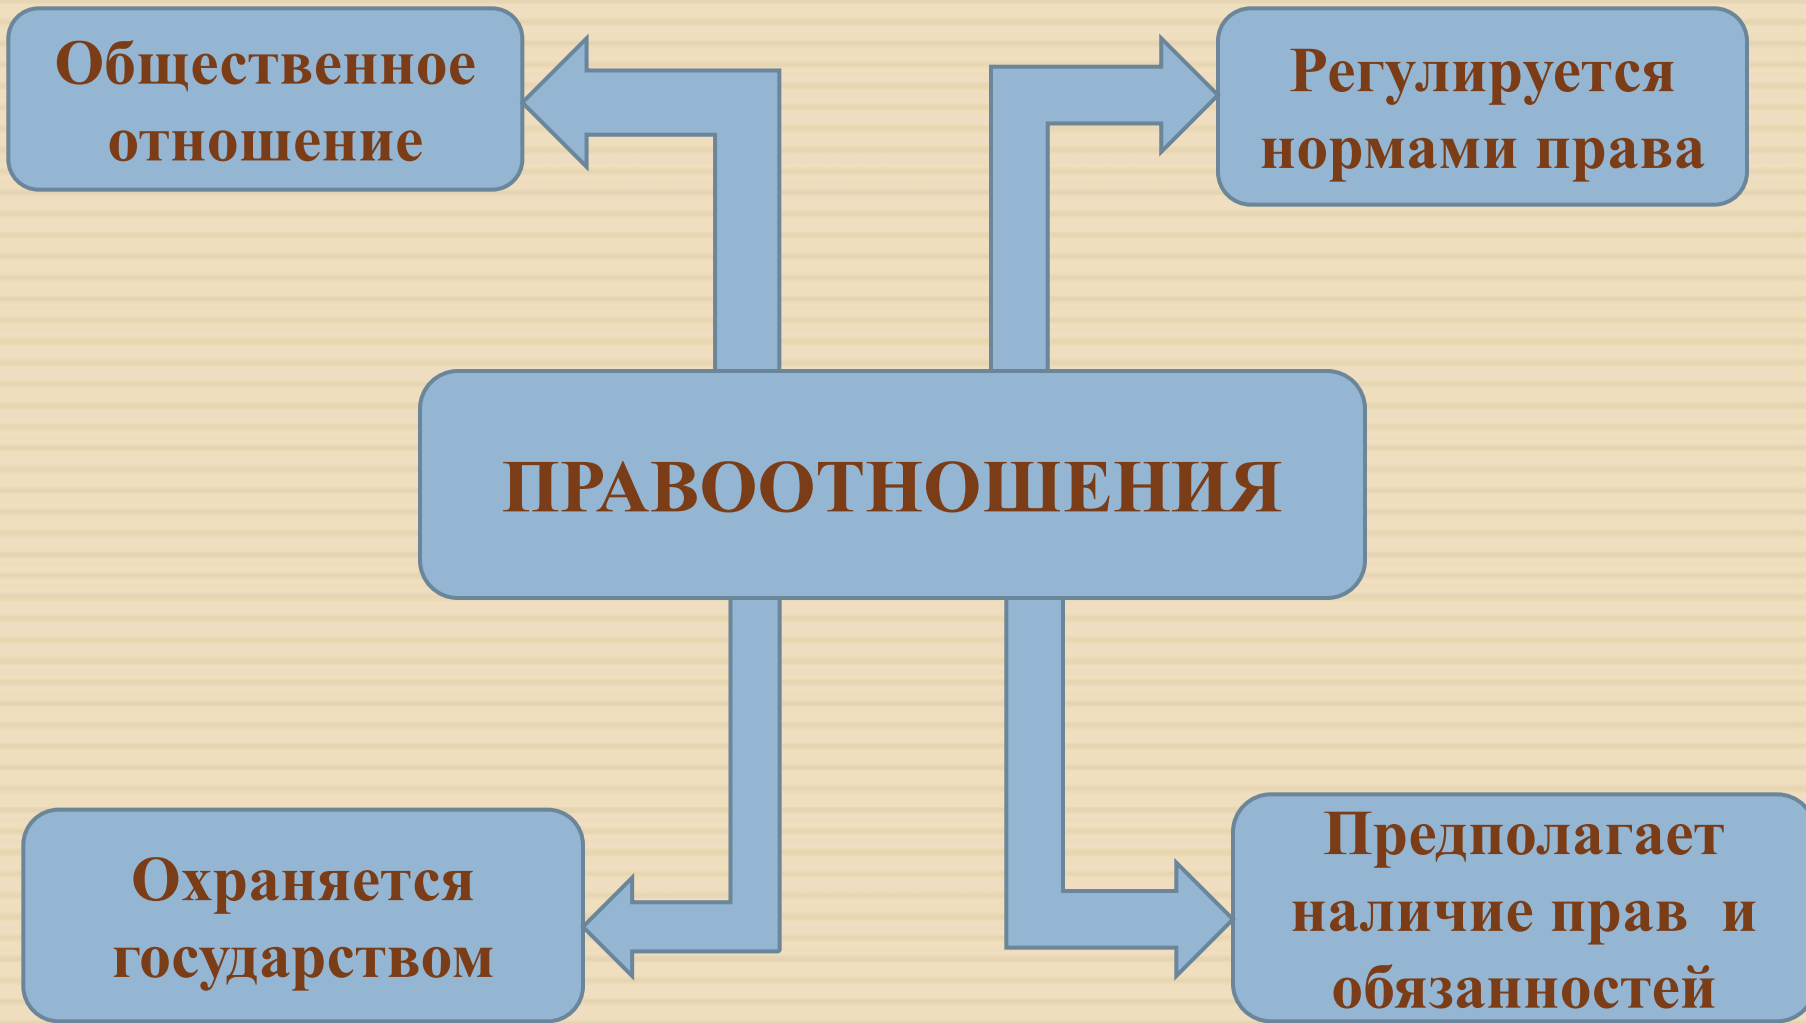 Общественное
отношение
Регулируется
нормами права
ПРАВООТНОШЕНИЯ
Охраняется
государством
Предполагает
наличие прав и
обязанностей